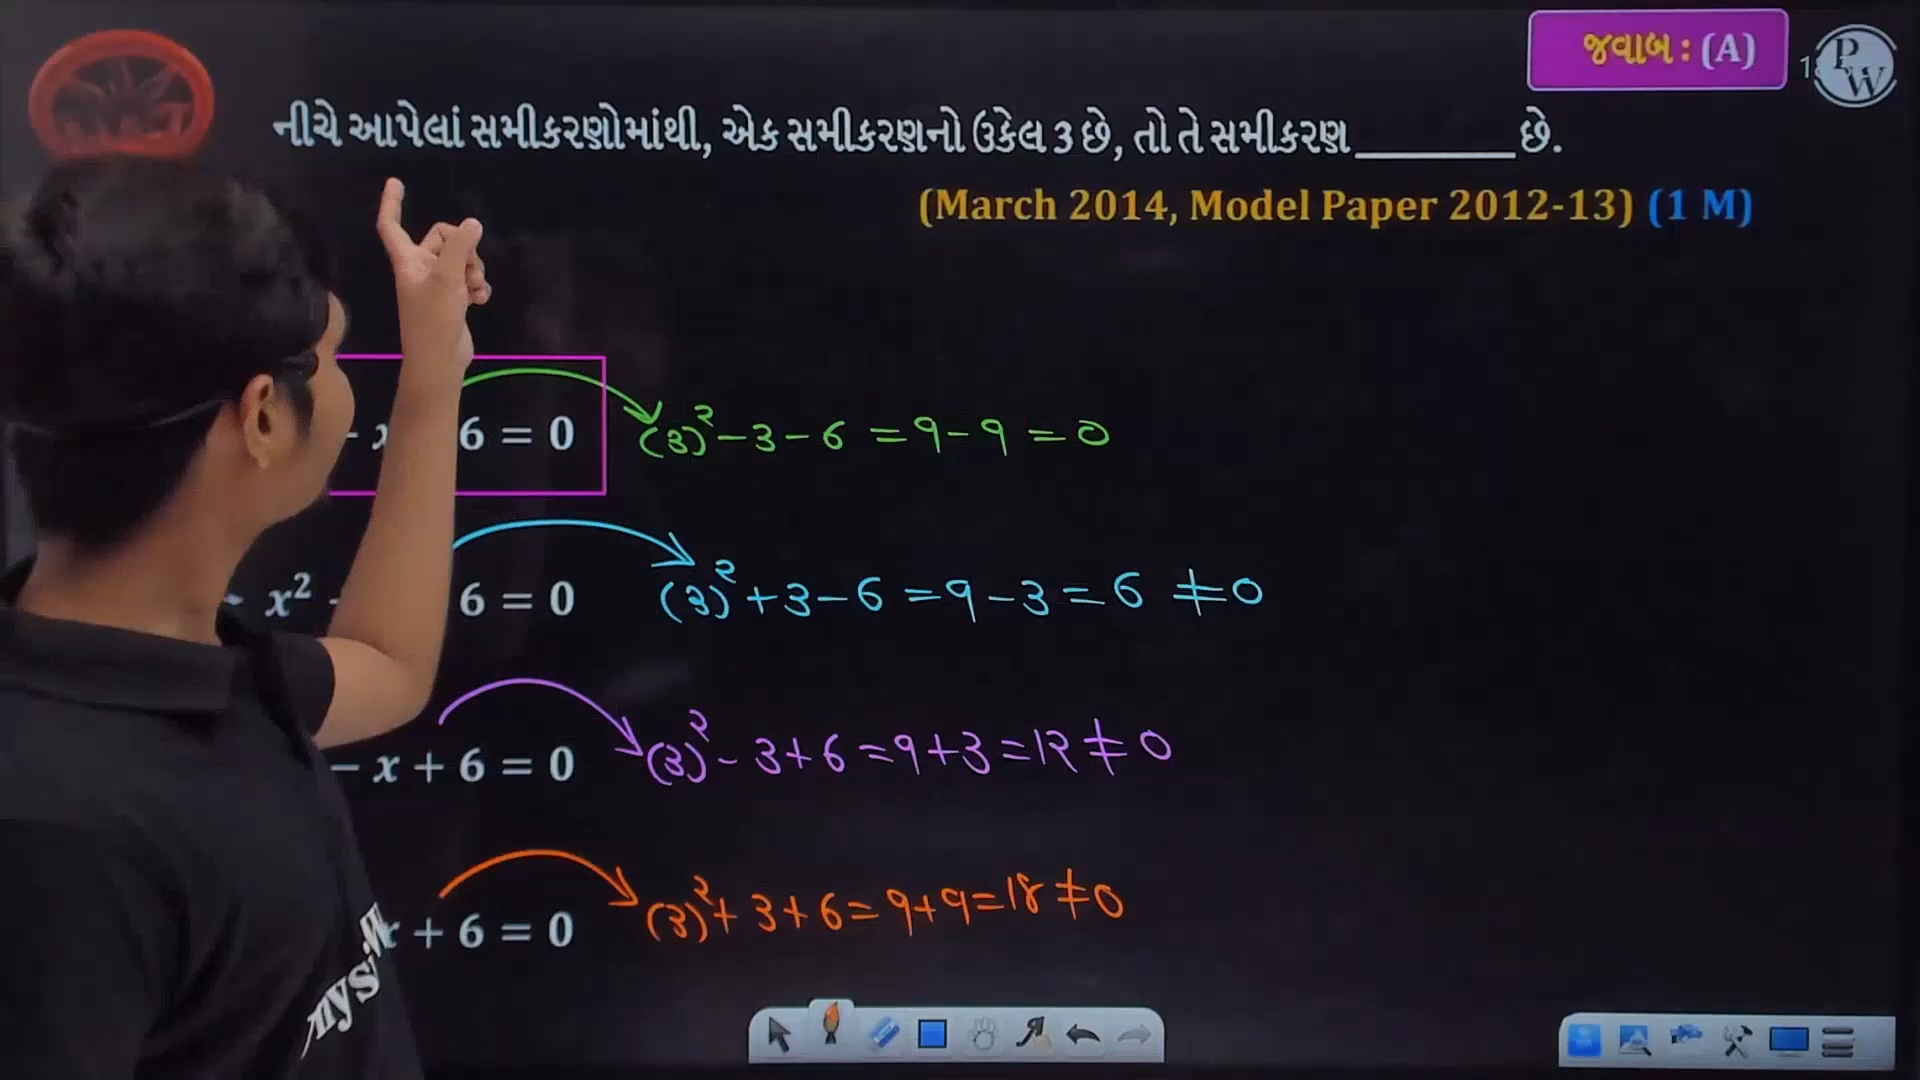 જવાબ : (A)
PW
નીચે આપેલાં સમીકરણોમાંથી, એક સમીકરણનો ઉકેલ 3 છે, તો તે સમીકરણ ________ છે.
(March 2014, Model Paper 2012-13) (1 M)
6 = 0 (3)² - 3 - 6 = 9 - 9 = 0
x² 6 = 0 (3)² + 3 - 6 = 9 - 3 = 6 ≠ 0
- x + 6 = 0 (3)² - 3 + 6 = 9 + 3 = 12 ≠ 0
+ 6 = 0 (3)² + 3 + 6 = 9 + 9 = 18 ≠ 0